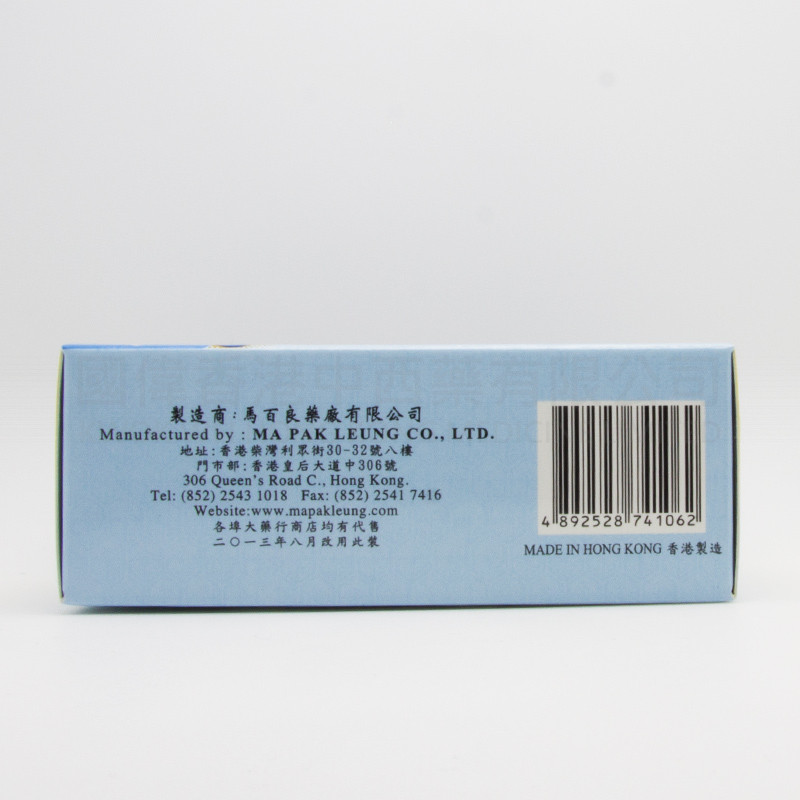 製造商:馬百良藥廠有限公司
Manufactured by : MA PAK LEUNG CO., LTD.
地址:香港柴灣利眾街30-32號八樓
門市部:香港皇后大道中306號
306 Queen's Road C., Hong Kong.
Tel: (852) 2543 1018 Fax: (852) 2541 7416
Website:www.mapakleung.com
各埠大藥行商店均有代售
二〇一三年八月改用此裝
4 892528 741062
MADE IN HONG KONG 香港製造